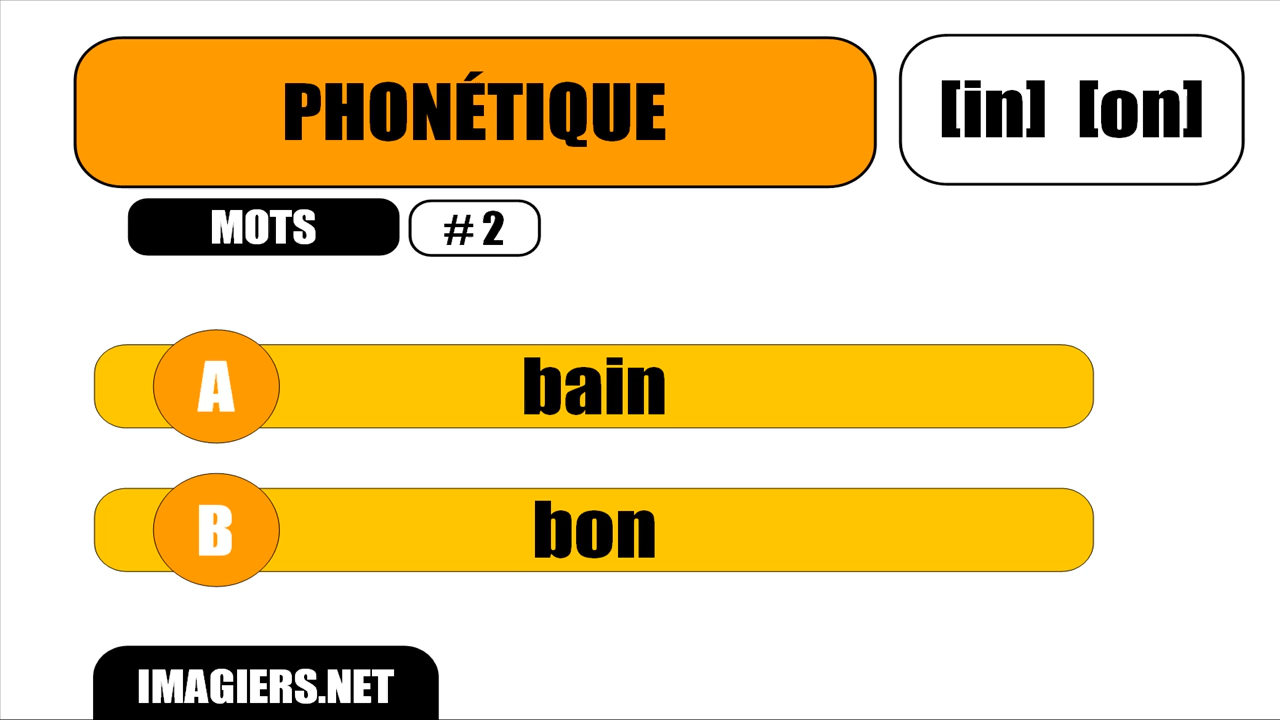 PHONÉTIQUE
[in] [on]
MOTS
# 2
A bain
B bon
IMAGIERS.NET